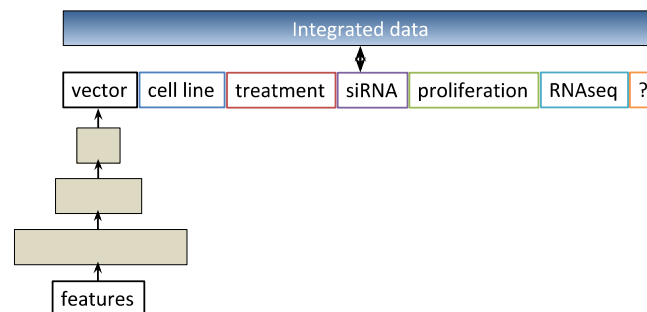 Integrated data
vector cell line treatment siRNA proliferation RNAseq ?
features